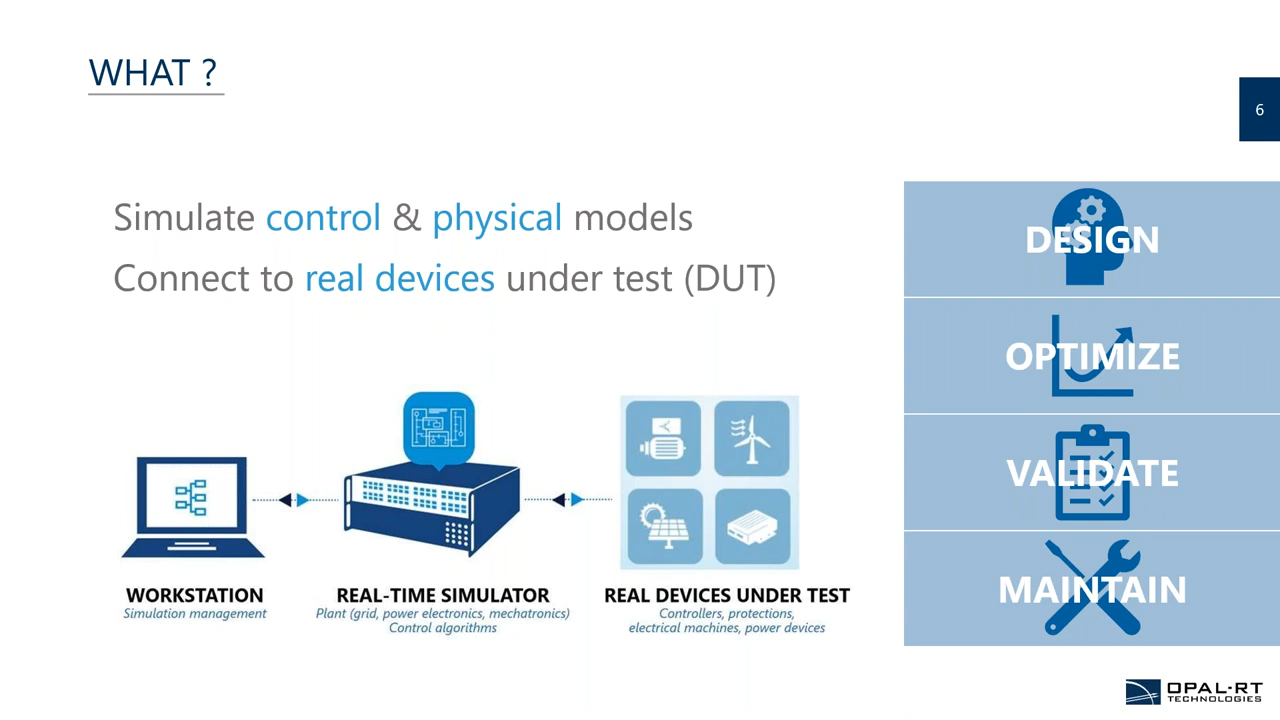 WHAT ?
6
Simulate control & physical models
Connect to real devices under test (DUT)
DESIGN
OPTIMIZE
VALIDATE
MAINTAIN
WORKSTATION
Simulation management
REAL-TIME SIMULATOR
Plant (grid, power electronics, mechatronics)
Control algorithms
REAL DEVICES UNDER TEST
Controllers, protections,
electrical machines, power devices
OPAL-RT
TECHNOLOGIES